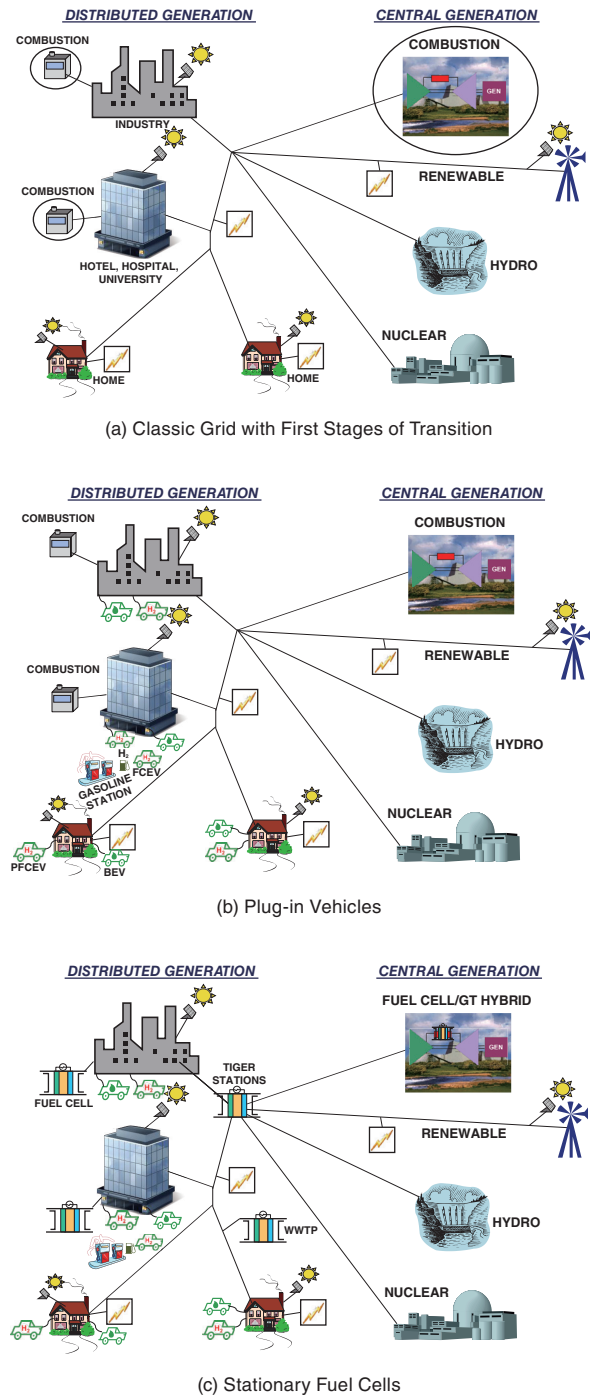 DISTRIBUTED GENERATION
CENTRAL GENERATION
COMBUSTION
COMBUSTION
GEN
INDUSTRY
RENEWABLE
COMBUSTION
HOTEL, HOSPITAL,
UNIVERSITY
HYDRO
NUCLEAR
HOME
HOME
(a) Classic Grid with First Stages of Transition
DISTRIBUTED GENERATION
CENTRAL GENERATION
COMBUSTION
COMBUSTION
GEN
H2
RENEWABLE
COMBUSTION
H2
H2
H2
FCEV
GASOLINE
STATION
HYDRO
NUCLEAR
H2
PFCEV
BEV
(b) Plug-in Vehicles
DISTRIBUTED GENERATION
CENTRAL GENERATION
FUEL CELL/GT HYBRID
GEN
TIGER
STATIONS
FUEL CELL
H2
RENEWABLE
H2
H2
WWTP
HYDRO
NUCLEAR
H2
H2
(c) Stationary Fuel Cells